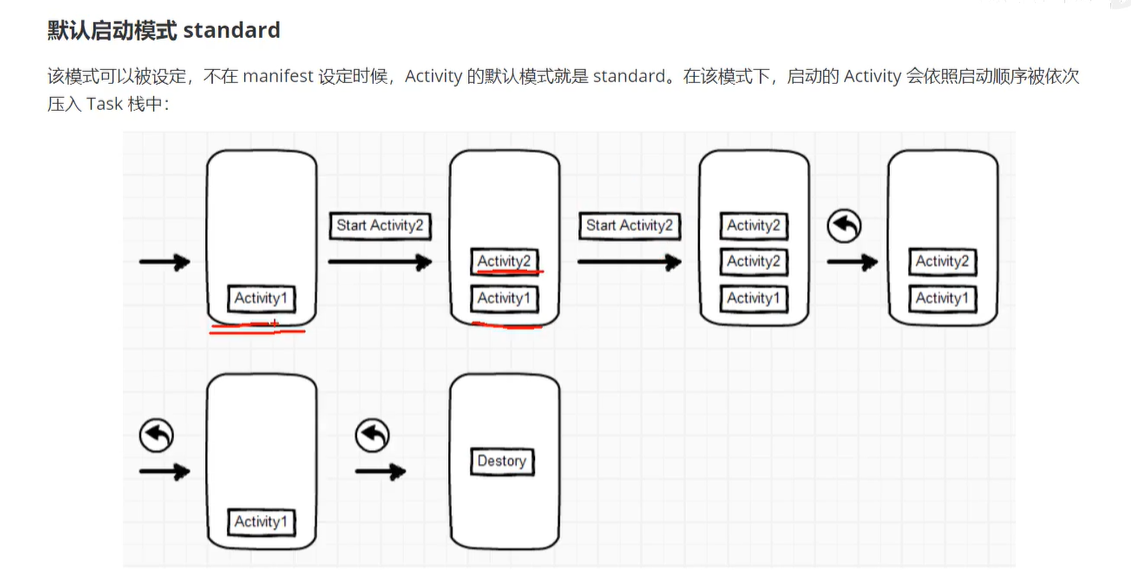 默认启动模式 standard
该模式可以被设定，不在 manifest 设定时候，Activity 的默认模式就是 standard。在该模式下，启动的 Activity 会依照启动顺序被依次
压入 Task 栈中：
Activity1
Start Activity2
Activity2
Activity1
Start Activity2
Activity2
Activity2
Activity1
Activity2
Activity1
Activity1
Destory